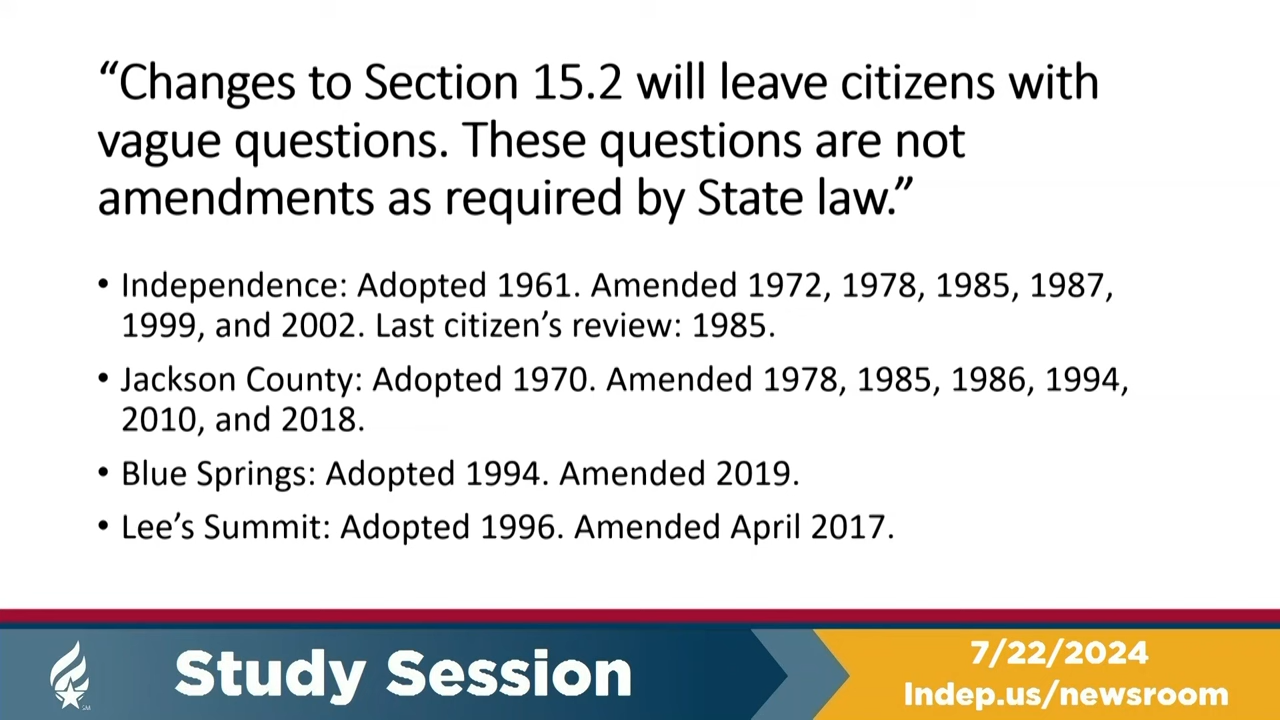 “Changes to Section 15.2 will leave citizens with
vague questions. These questions are not
amendments as required by State law.”
• Independence: Adopted 1961. Amended 1972, 1978, 1985, 1987,
1999, and 2002. Last citizen’s review: 1985.
• Jackson County: Adopted 1970. Amended 1978, 1985, 1986, 1994,
2010, and 2018.
• Blue Springs: Adopted 1994. Amended 2019.
• Lee’s Summit: Adopted 1996. Amended April 2017.
Study Session
7/22/2024
Indep.us/newsroom
SM